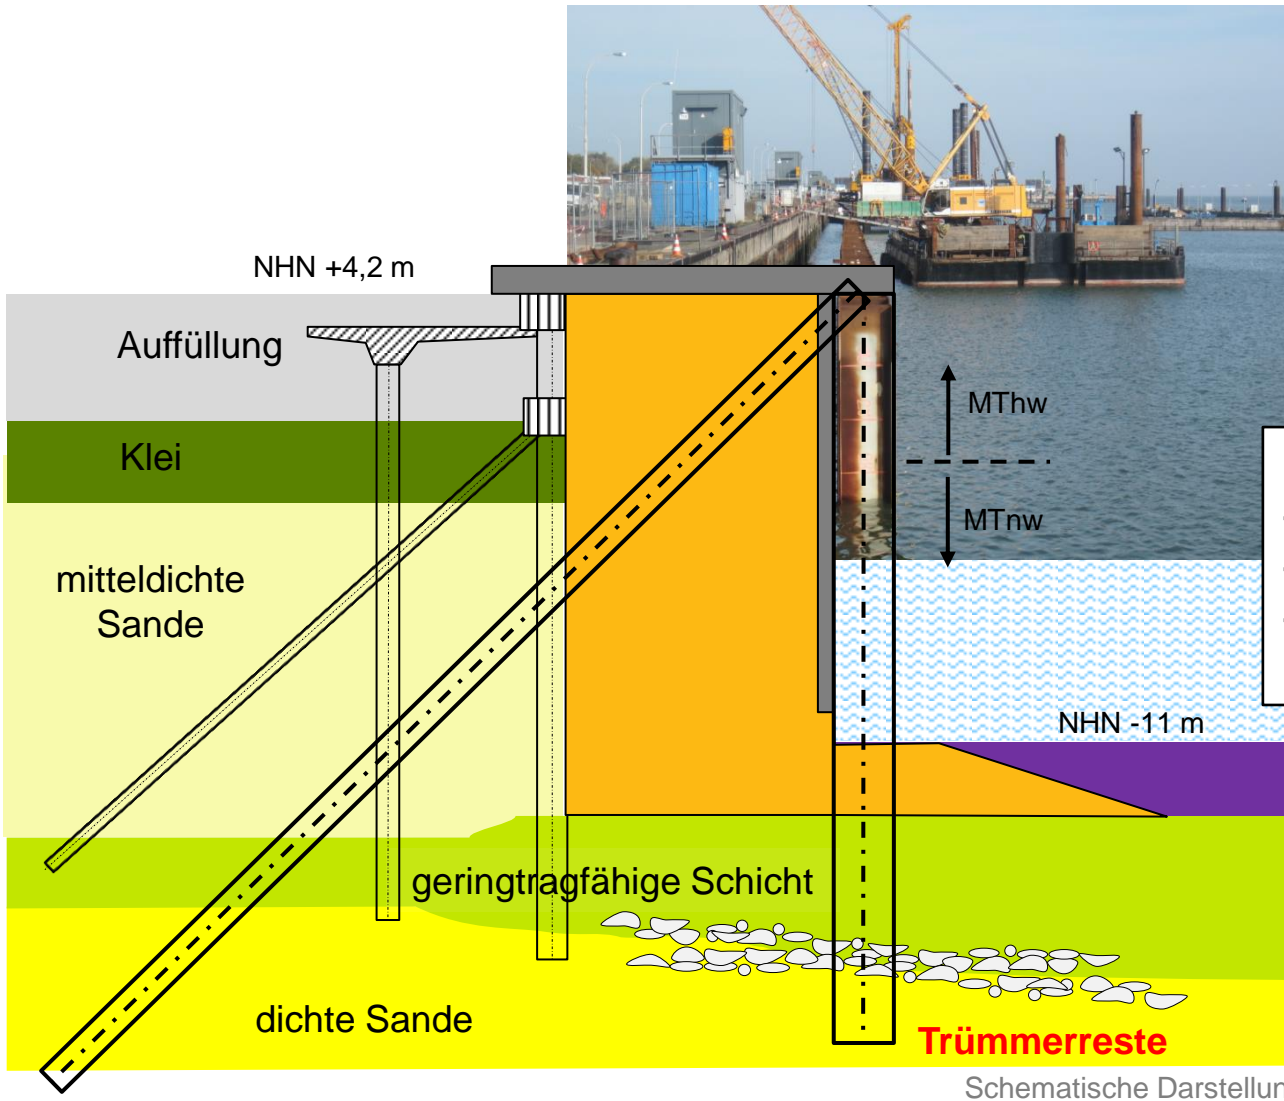 NHN +4,2 m
Auffüllung
MThw
Klei
MTnw
mitteldichte
Sande
NHN -11 m
geringtragfähige Schicht
dichte Sande
Trümmerreste
Schematische Darstellun